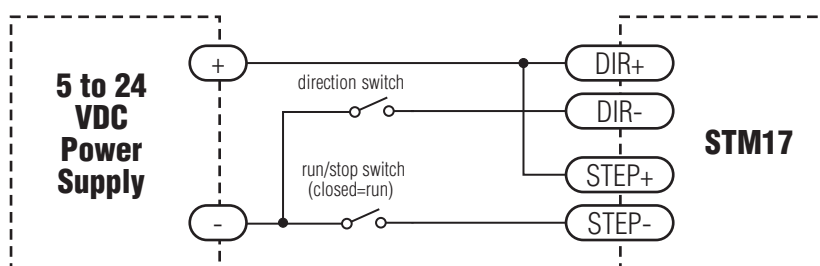 5 to 24
VDC
Power
Supply
+
-
direction switch
run/stop switch
(closed=run)
DIR+
DIR-
STEP+
STEP-
STM17